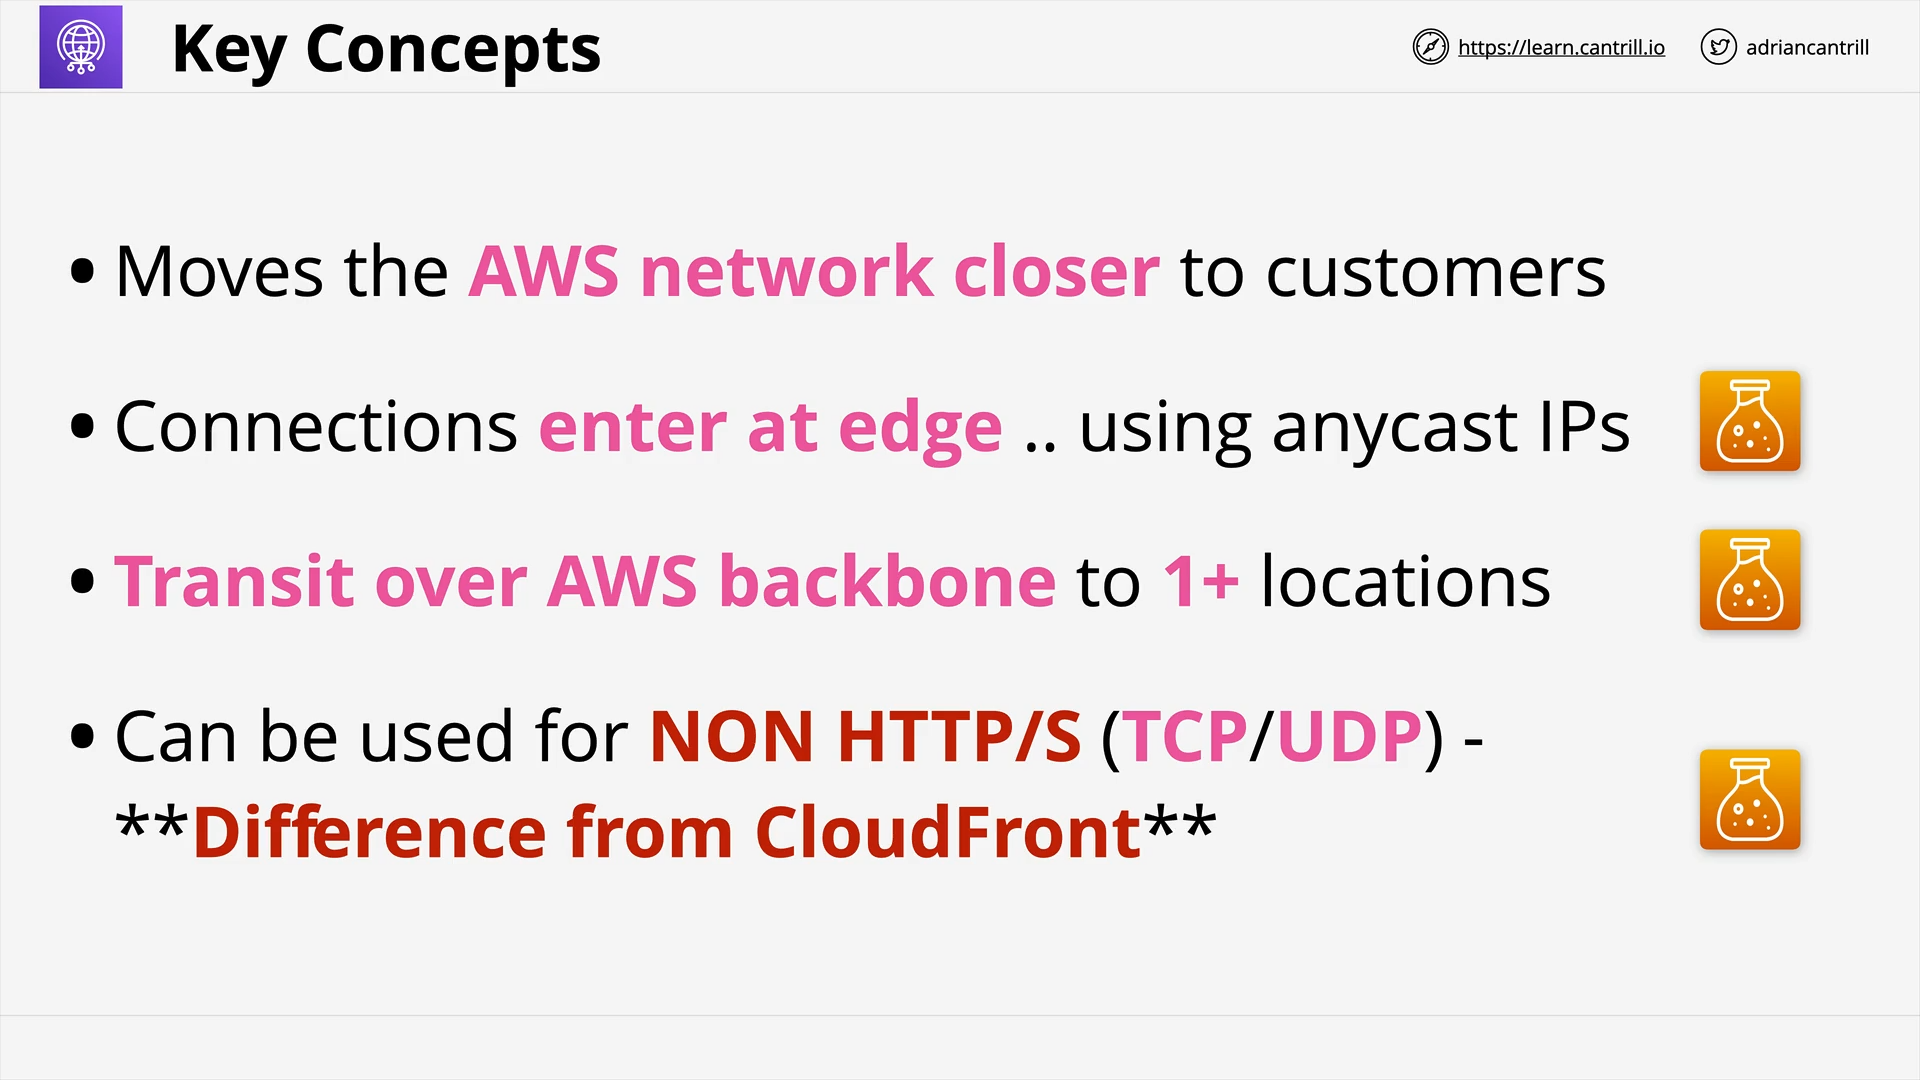 Key Concepts
https://learn.cantrill.io
adriancantrill
• Moves the AWS network closer to customers
• Connections enter at edge .. using anycast IPs
• Transit over AWS backbone to 1+ locations
• Can be used for NON HTTP/S (TCP/UDP) -
**Difference from CloudFront**